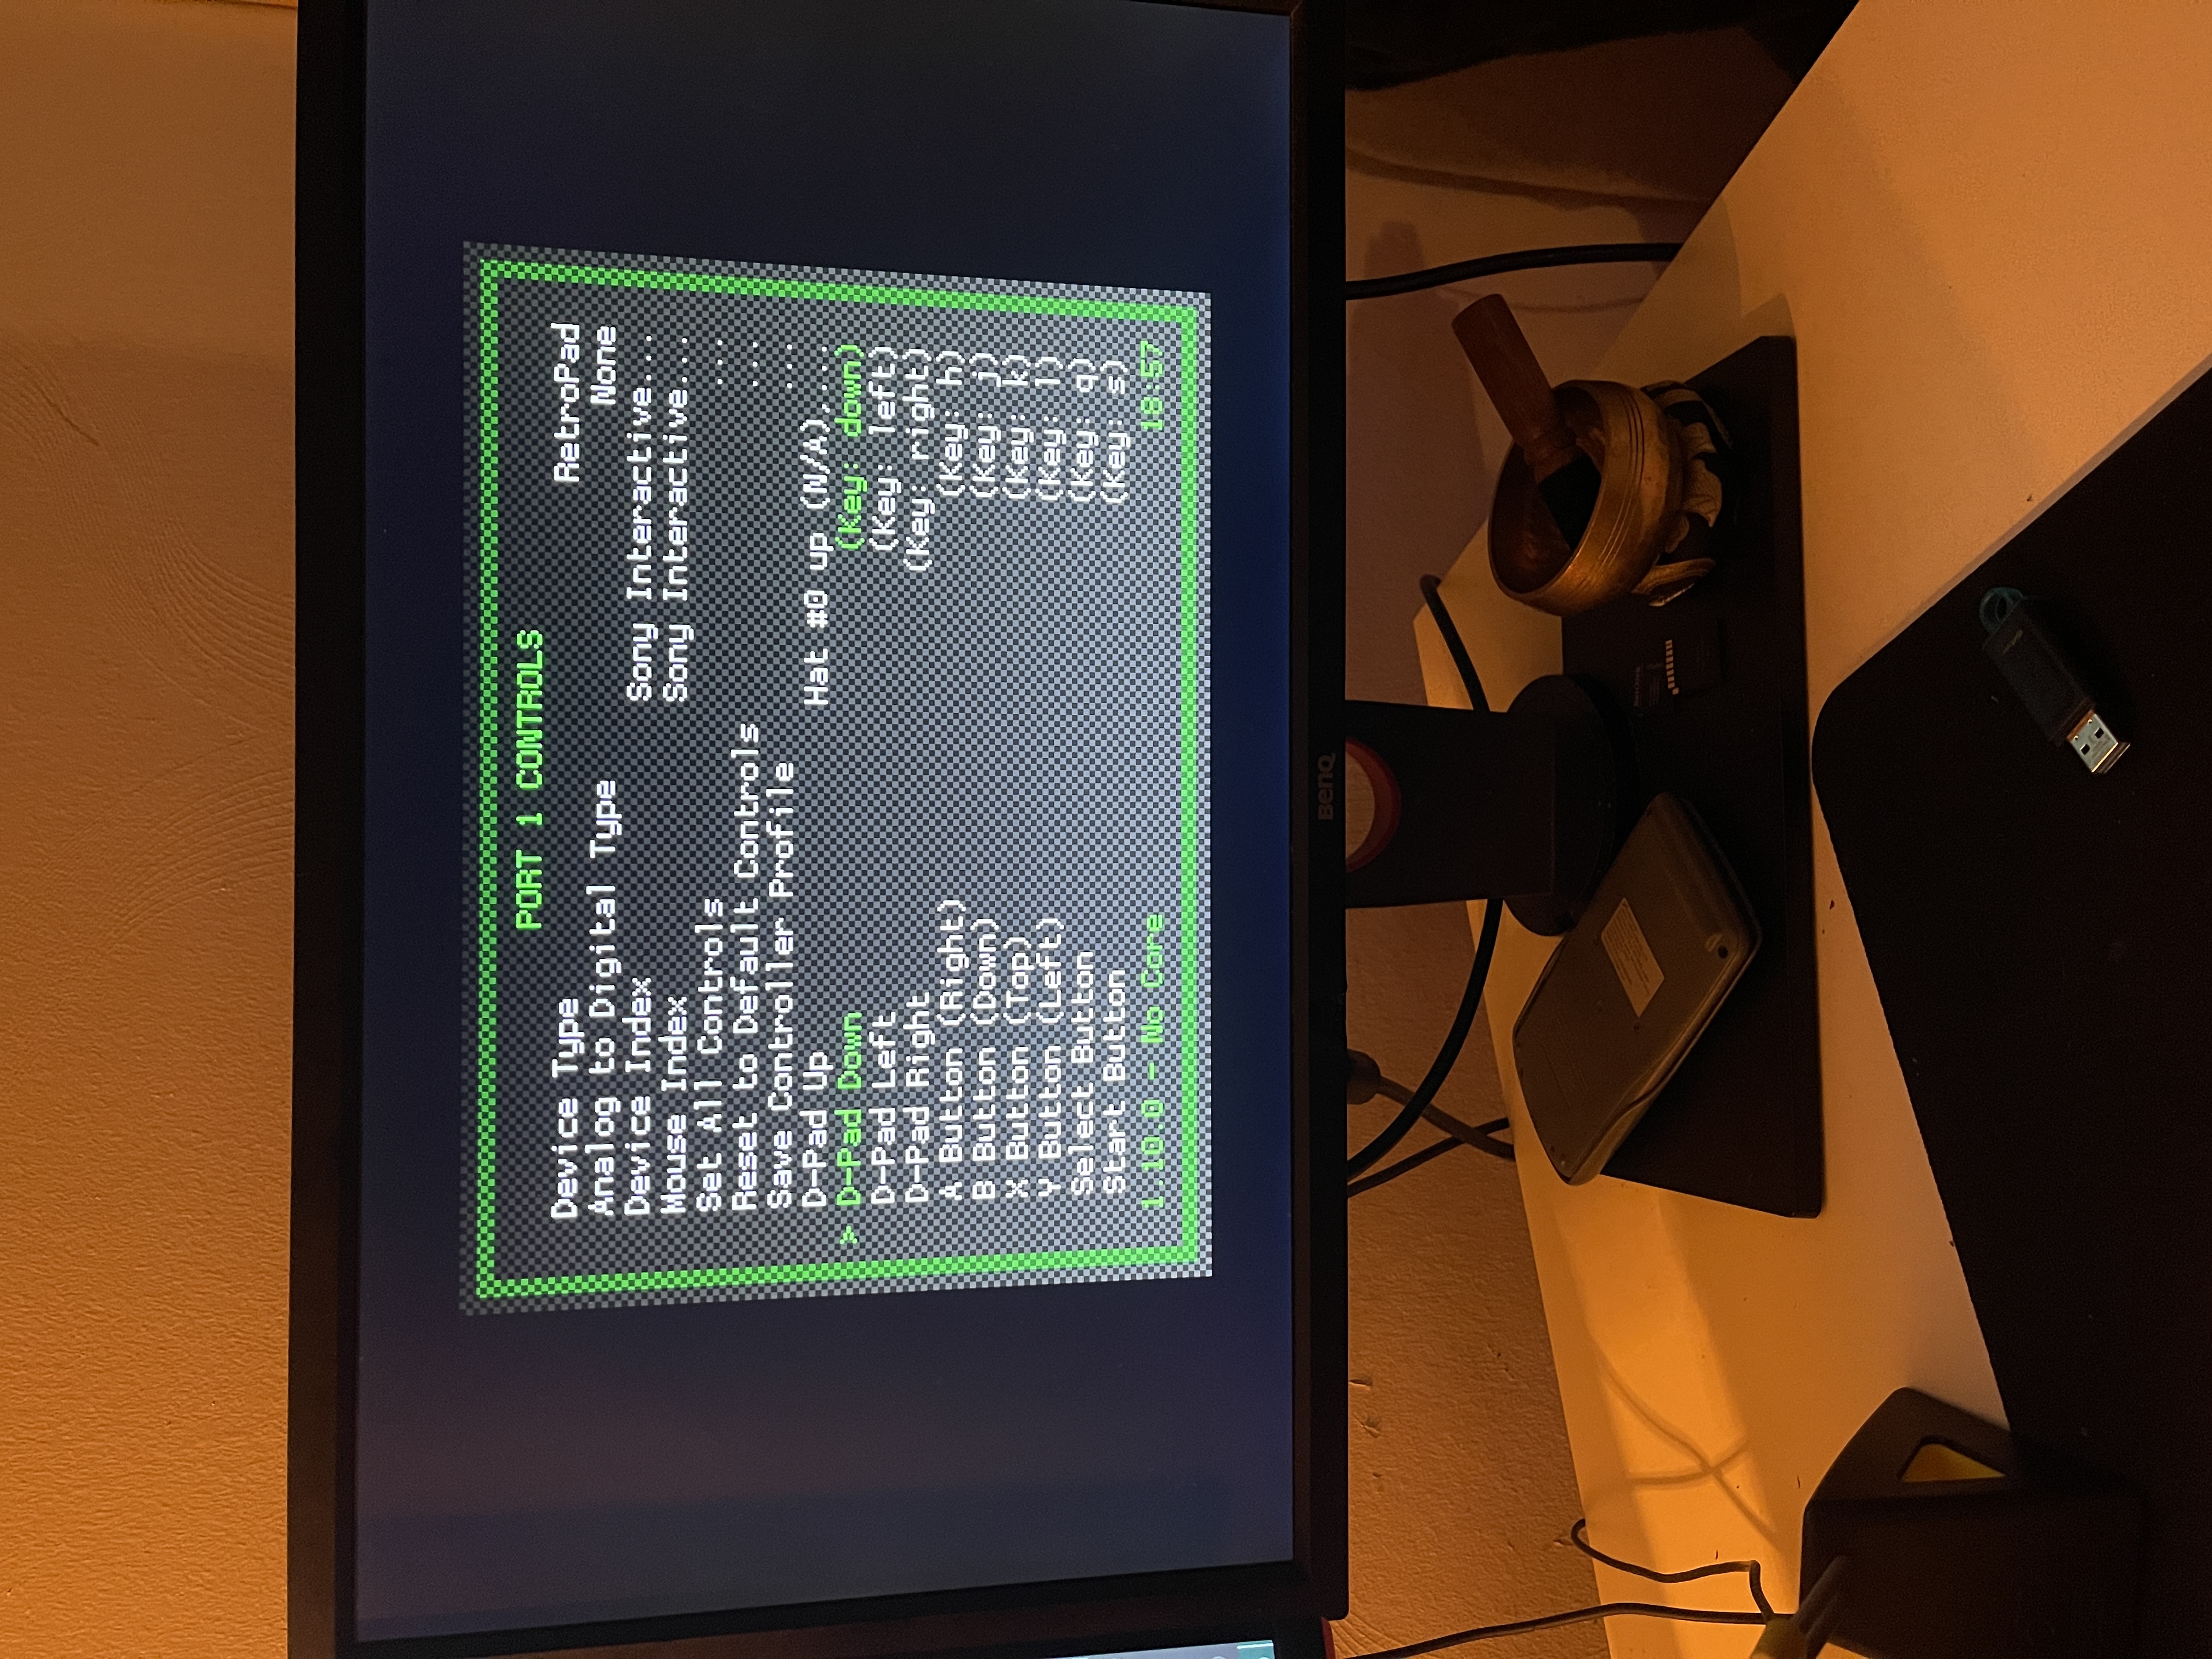 PORT 1 CONTROLS
Device Type RetroPad
Analog to Digital Type None
Device Index Sony Interactive...
Mouse Index Sony Interactive...
Set All Controls ...
Reset to Default Controls ...
Save Controller Profile ...
D-Pad Up Hat #0 up (N/A),...
> D-Pad Down (Key: down)
D-Pad Left (Key: left)
D-Pad Right (Key: right)
A Button (Right) (Key: h)
B Button (Down) (Key: j)
X Button (Top) (Key: k)
Y Button (Left) (Key: l)
Select Button (Key: q)
Start Button (Key: s)
1.10.0 - No Core 18:57
BenQ
SanDisk